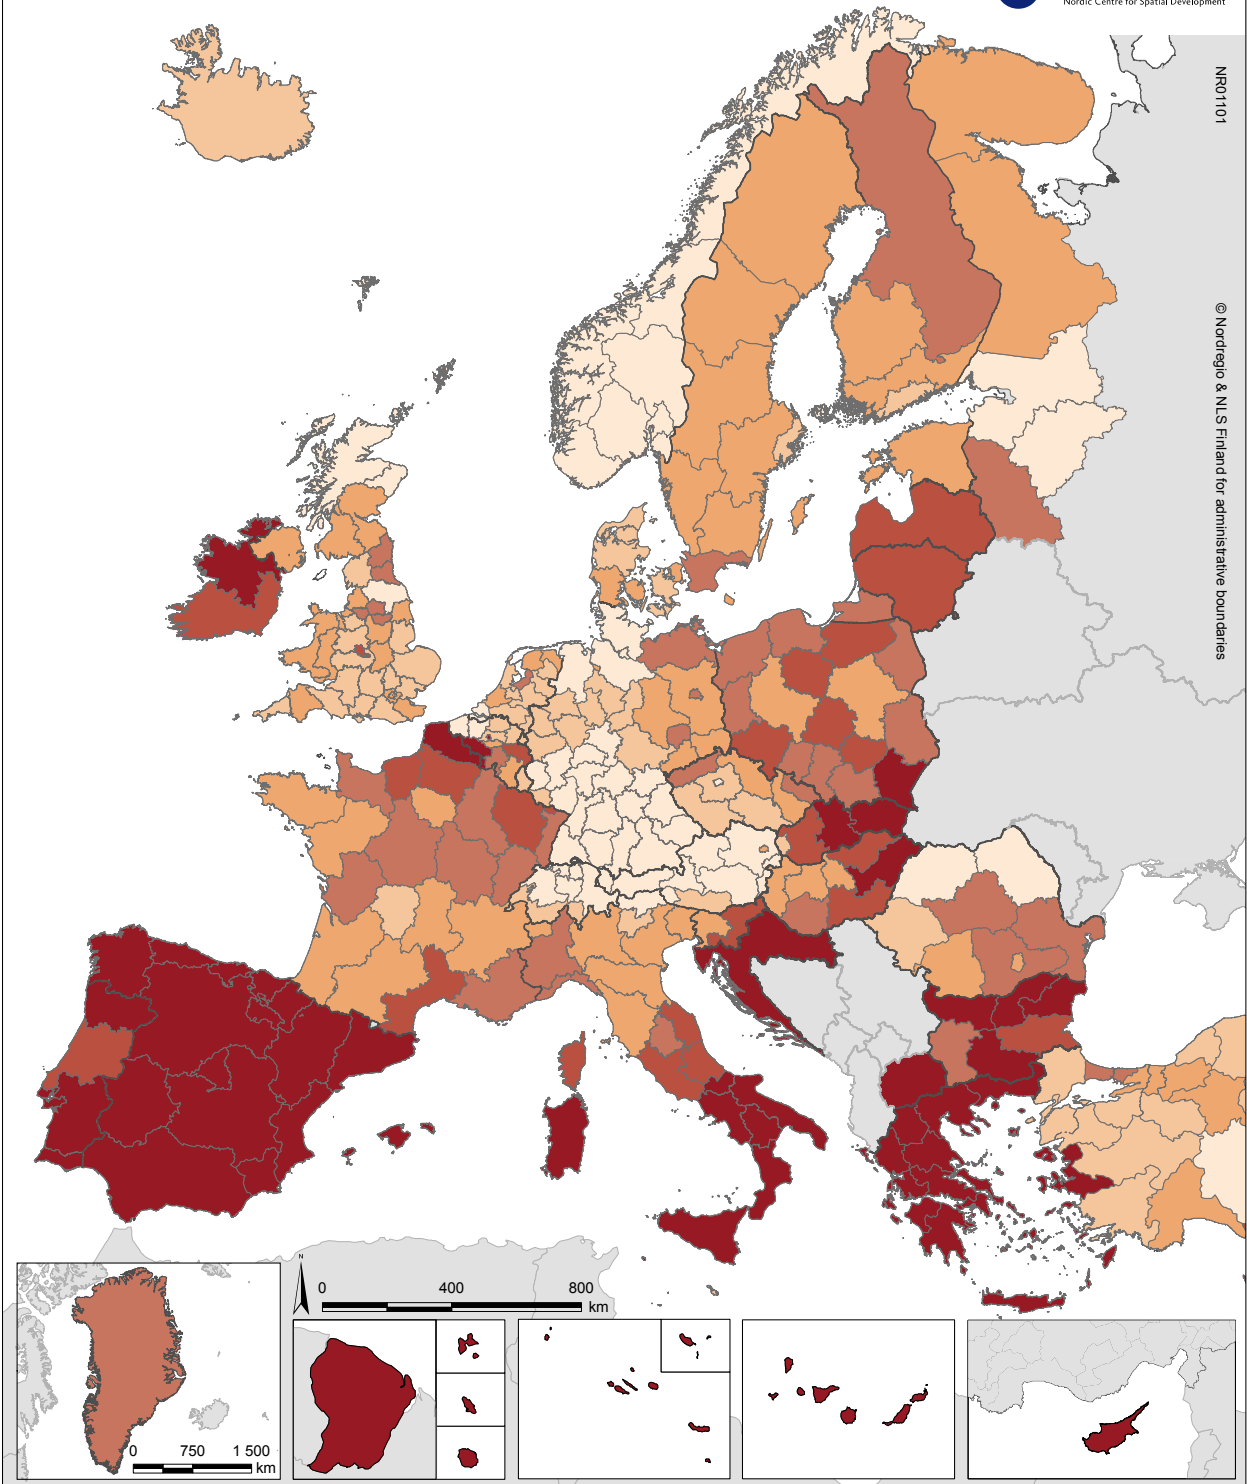 Nordic Centre for Spatial Development
NR01101
© Nordregio & NLS Finland for administrative boundaries
N
0 400 800
km
0 750 1 500
km